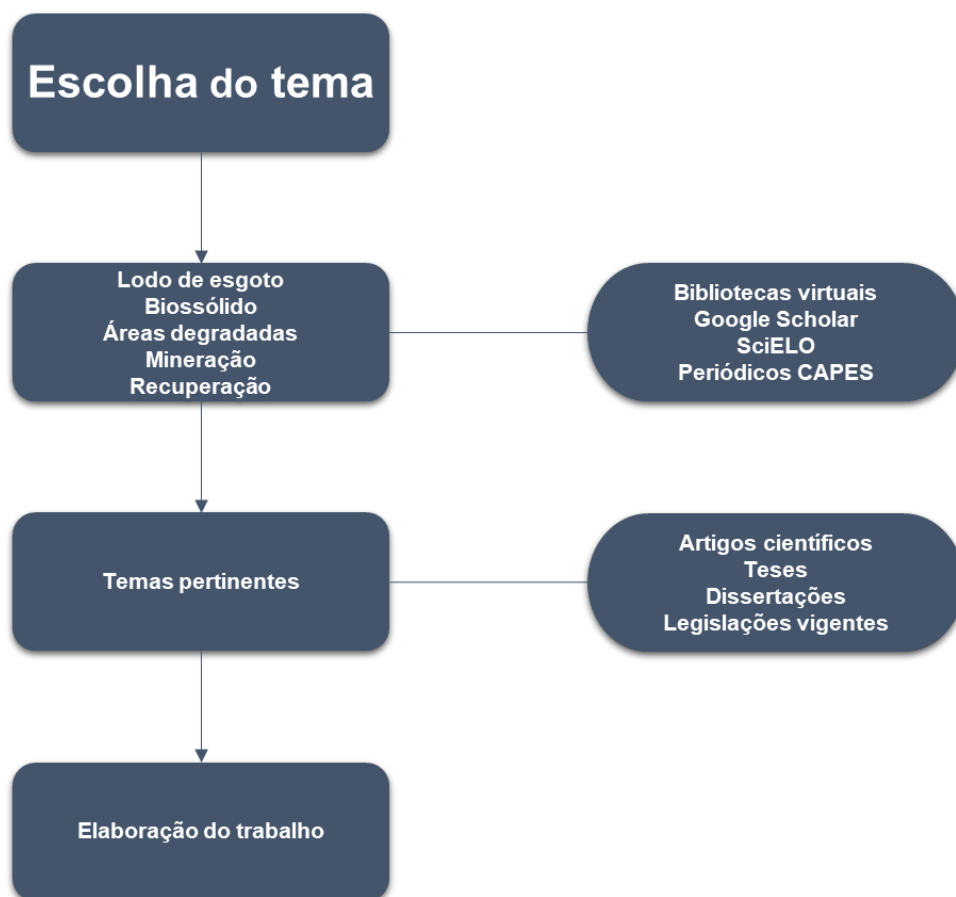 Escolha do tema
Lodo de esgoto
Biossólido
Áreas degradadas
Mineração
Recuperação
Bibliotecas virtuais
Google Scholar
SciELO
Periódicos CAPES
Temas pertinentes
Artigos científicos
Teses
Dissertações
Legislações vigentes
Elaboração do trabalho